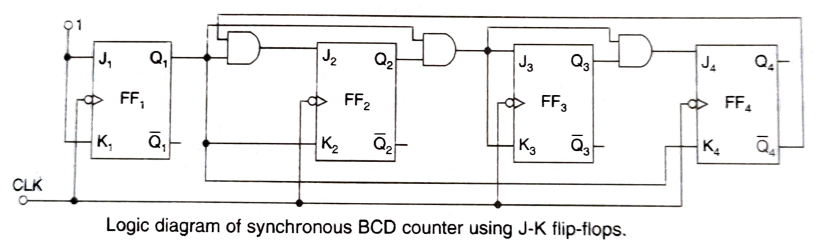 1
J₁ Q₁ J₂ Q₂ J₃ Q₃ J₄ Q₄
FF₁ FF₂ FF₃ FF₄
K₁ Q̅₁ K₂ Q̅₂ K₃ Q̅₃ K₄ Q̅₄
CLK
Logic diagram of synchronous BCD counter using J-K flip-flops.